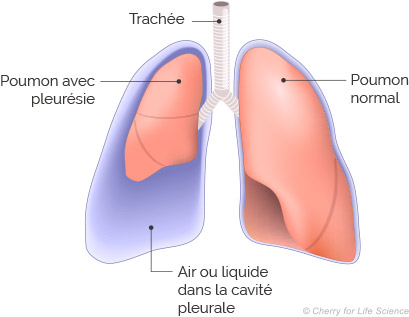 Trachée
Poumon avec
pleurésie
Poumon
normal
Air ou liquide
dans la cavité
pleurale
© Cherry for Life Science